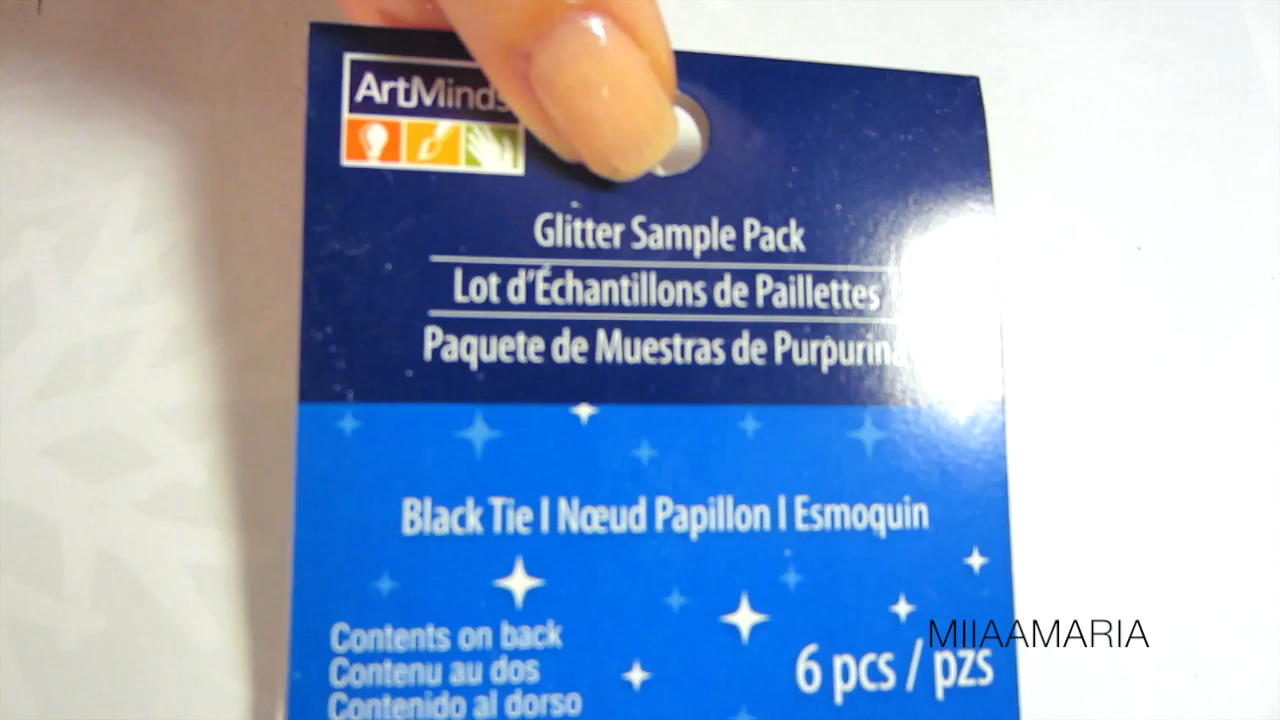 ArtMinds
Glitter Sample Pack
Lot d'Échantillons de Paillettes
Paquete de Muestras de Purpurina
Black Tie | Nœud Papillon | Esmoquin
Contents on back
Contenu au dos
Contenido al dorso
6 pcs / pzs
MIIAAMARIA